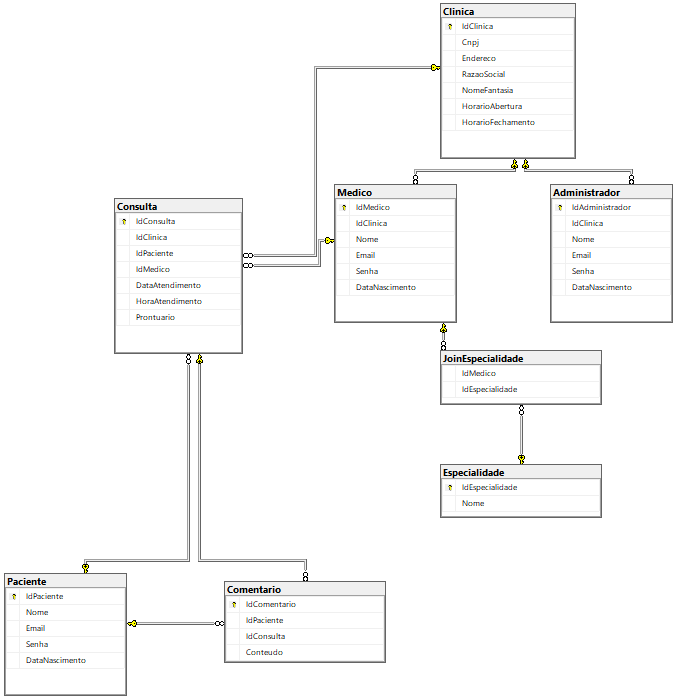 Clinica
IdClinica
Cnpj
Endereco
RazaoSocial
NomeFantasia
HorarioAbertura
HorarioFechamento
Medico
IdMedico
IdClinica
Nome
Email
Senha
DataNascimento
Administrador
IdAdministrador
IdClinica
Nome
Email
Senha
DataNascimento
Consulta
IdConsulta
IdClinica
IdPaciente
IdMedico
DataAtendimento
HoraAtendimento
Prontuario
JoinEspecialidade
IdMedico
IdEspecialidade
Especialidade
IdEspecialidade
Nome
Paciente
IdPaciente
Nome
Email
Senha
DataNascimento
Comentario
IdComentario
IdPaciente
IdConsulta
Conteudo